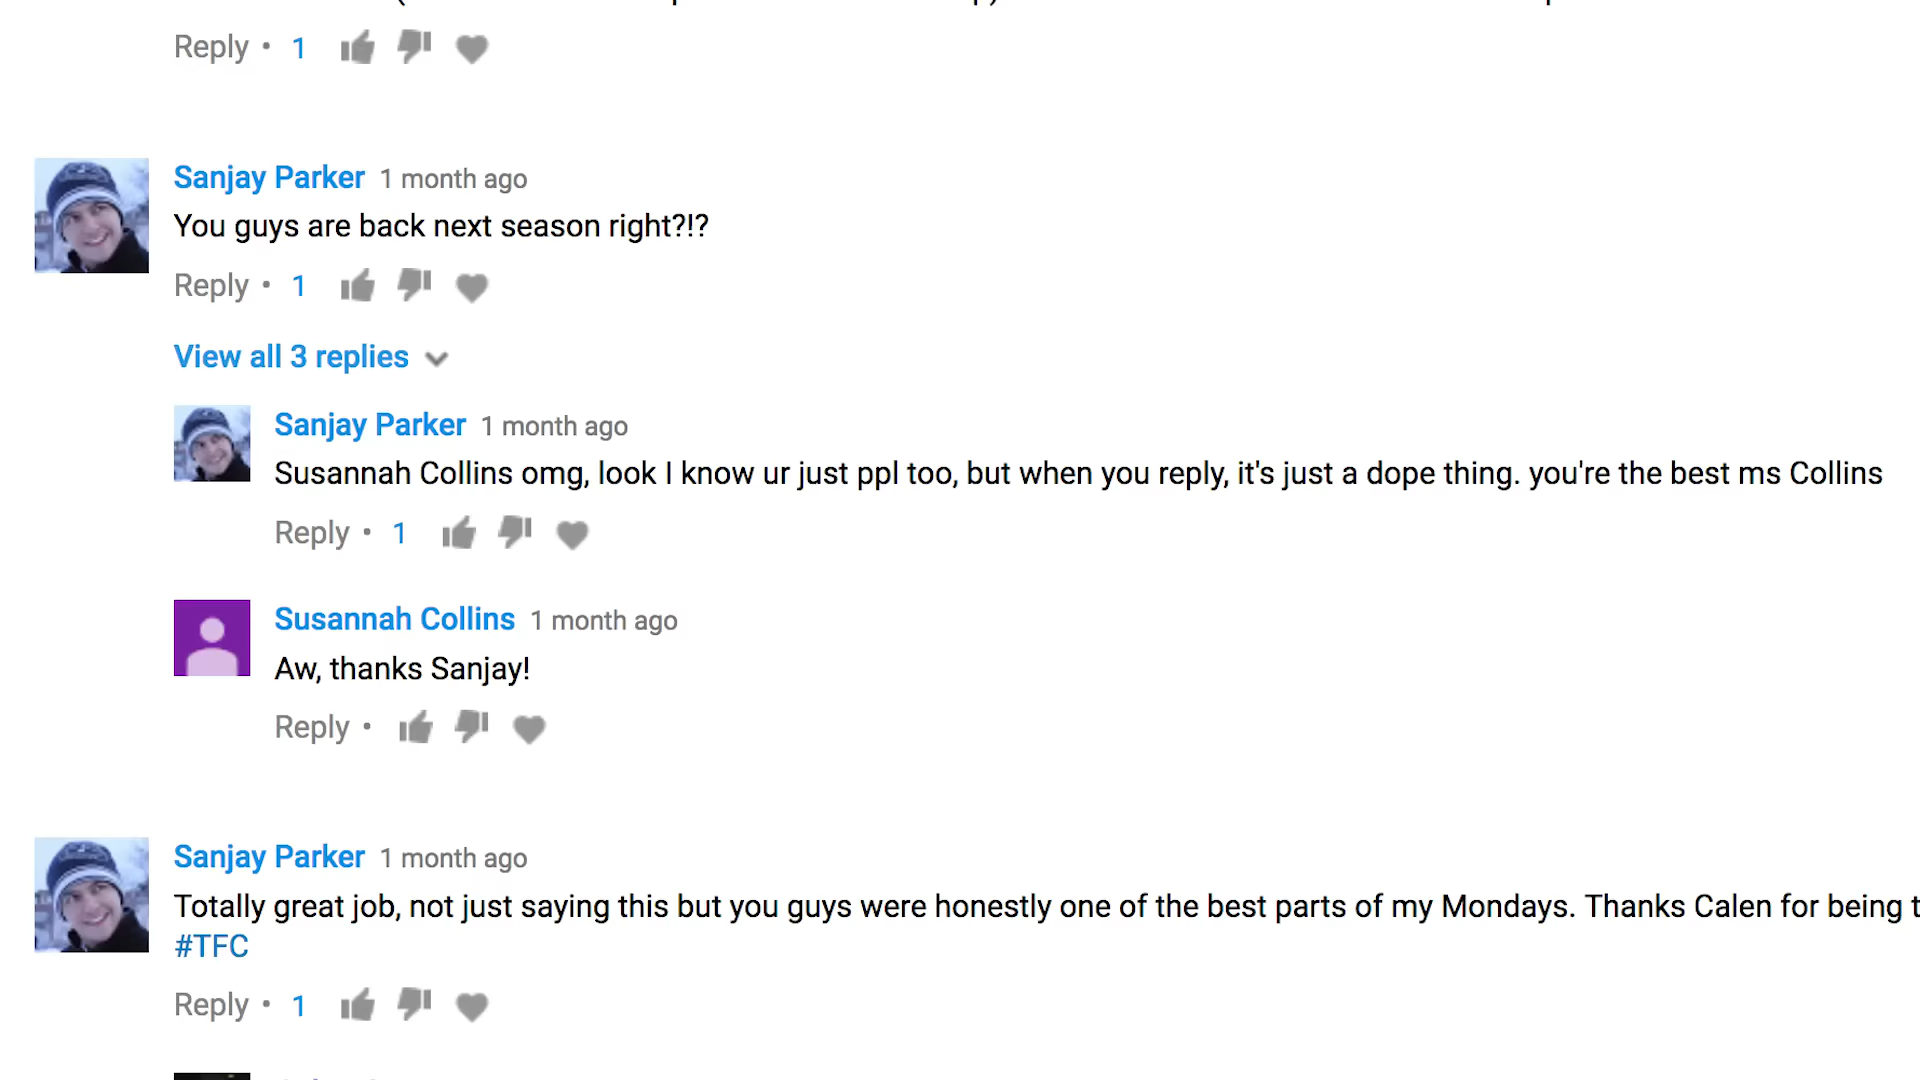 Reply • 1
Sanjay Parker 1 month ago
You guys are back next season right?!?
Reply • 1
View all 3 replies
Sanjay Parker 1 month ago
Susannah Collins omg, look I know ur just ppl too, but when you reply, it's just a dope thing. you're the best ms Collins
Reply • 1
Susannah Collins 1 month ago
Aw, thanks Sanjay!
Reply •
Sanjay Parker 1 month ago
Totally great job, not just saying this but you guys were honestly one of the best parts of my Mondays. Thanks Calen for being
#TFC
Reply • 1